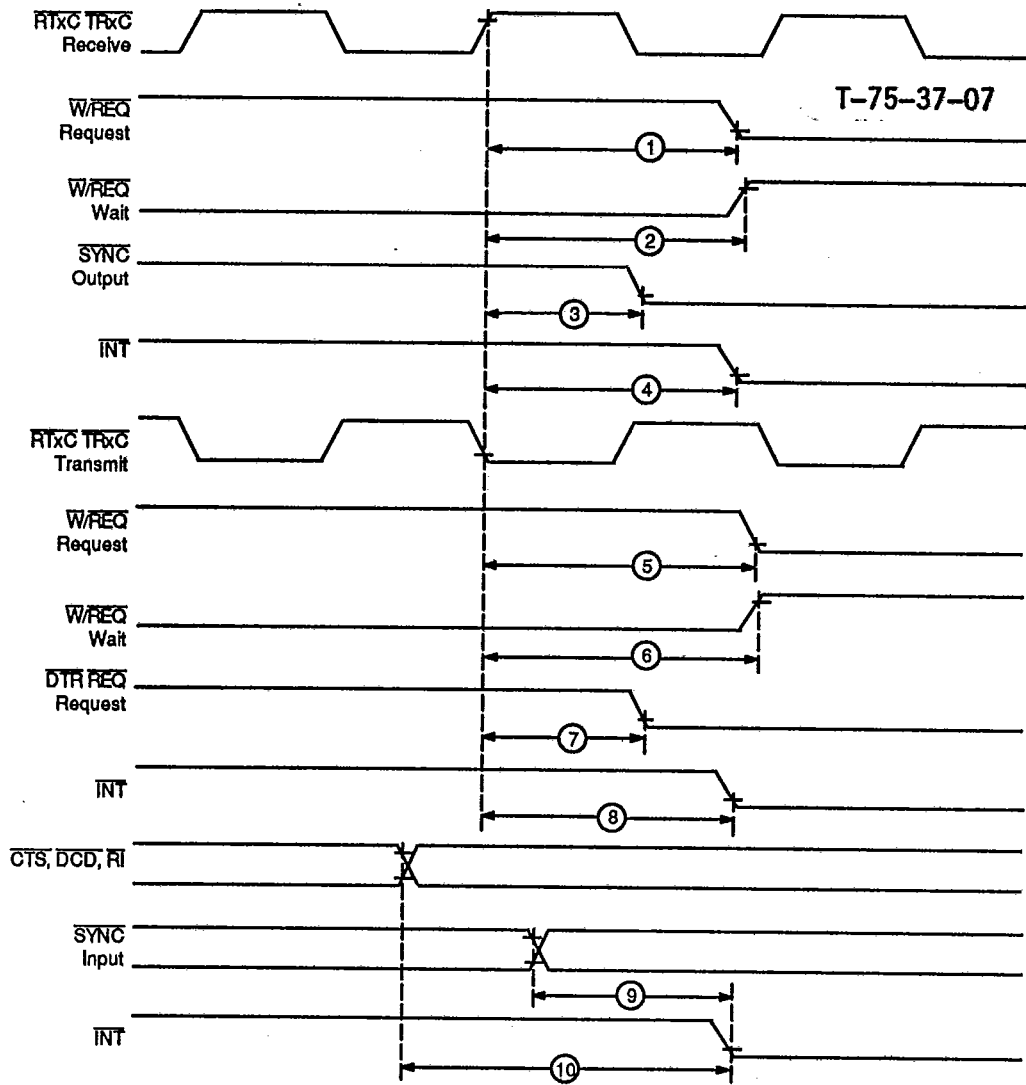 RTxC TRxC
Receive
T-75-37-07
W/REQ
Request
1
W/REQ
Wait
2
SYNC
Output
3
INT
4
RTxC TRxC
Transmit
W/REQ
Request
5
W/REQ
Wait
6
DTR REQ
Request
7
INT
8
CTS, DCD, RI
SYNC
Input
9
INT
10